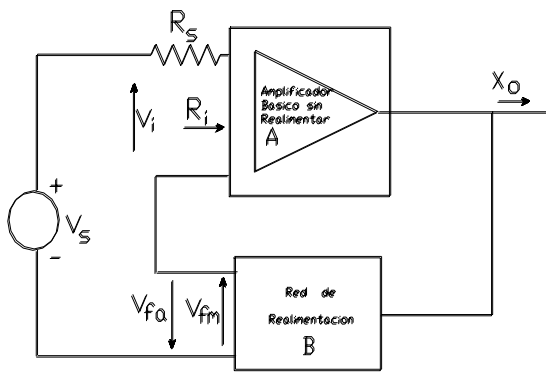 Rs
Xo
Amplificador
Basico sin
Realimentar
A
Vi
Ri
+
Vs
-
Vfa
Vfm
Red de
Realimentacion
B